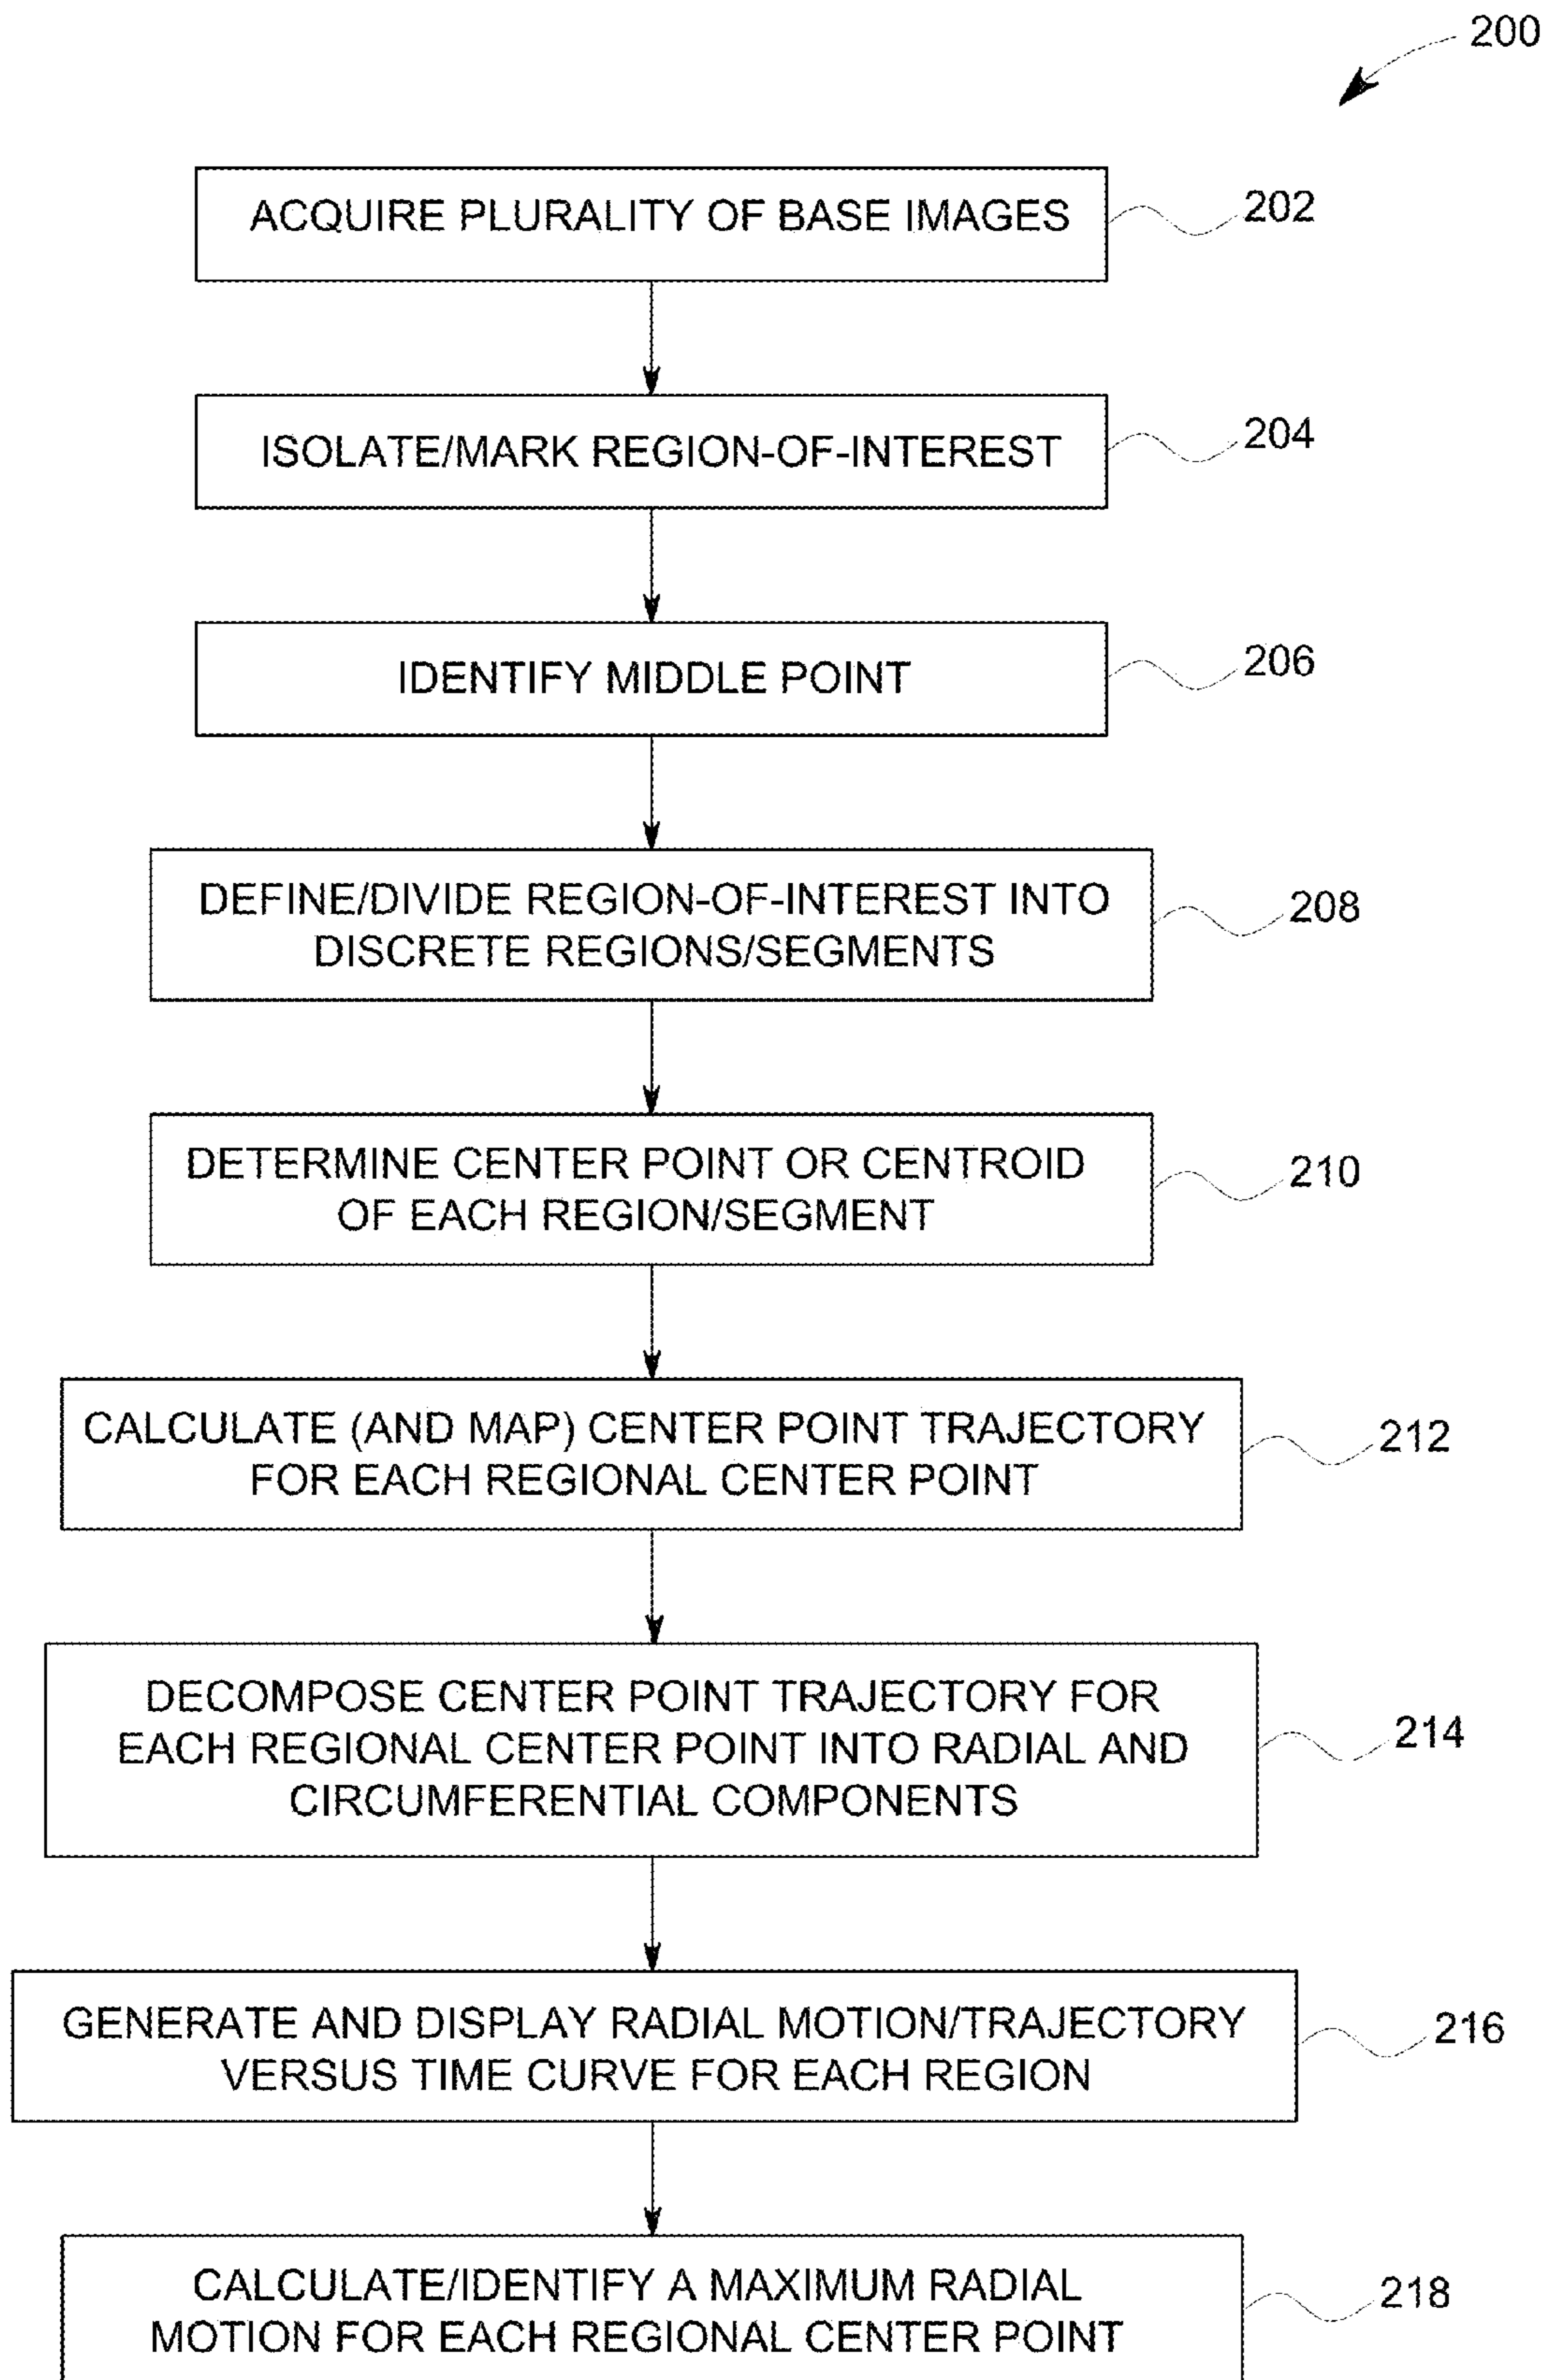 200
ACQUIRE PLURALITY OF BASE IMAGES
202
ISOLATE/MARK REGION-OF-INTEREST
204
IDENTIFY MIDDLE POINT
206
DEFINE/DIVIDE REGION-OF-INTEREST INTO
DISCRETE REGIONS/SEGMENTS
208
DETERMINE CENTER POINT OR CENTROID
OF EACH REGION/SEGMENT
210
CALCULATE (AND MAP) CENTER POINT TRAJECTORY
FOR EACH REGIONAL CENTER POINT
212
DECOMPOSE CENTER POINT TRAJECTORY FOR
EACH REGIONAL CENTER POINT INTO RADIAL AND
CIRCUMFERENTIAL COMPONENTS
214
GENERATE AND DISPLAY RADIAL MOTION/TRAJECTORY
VERSUS TIME CURVE FOR EACH REGION
216
CALCULATE/IDENTIFY A MAXIMUM RADIAL
MOTION FOR EACH REGIONAL CENTER POINT
218